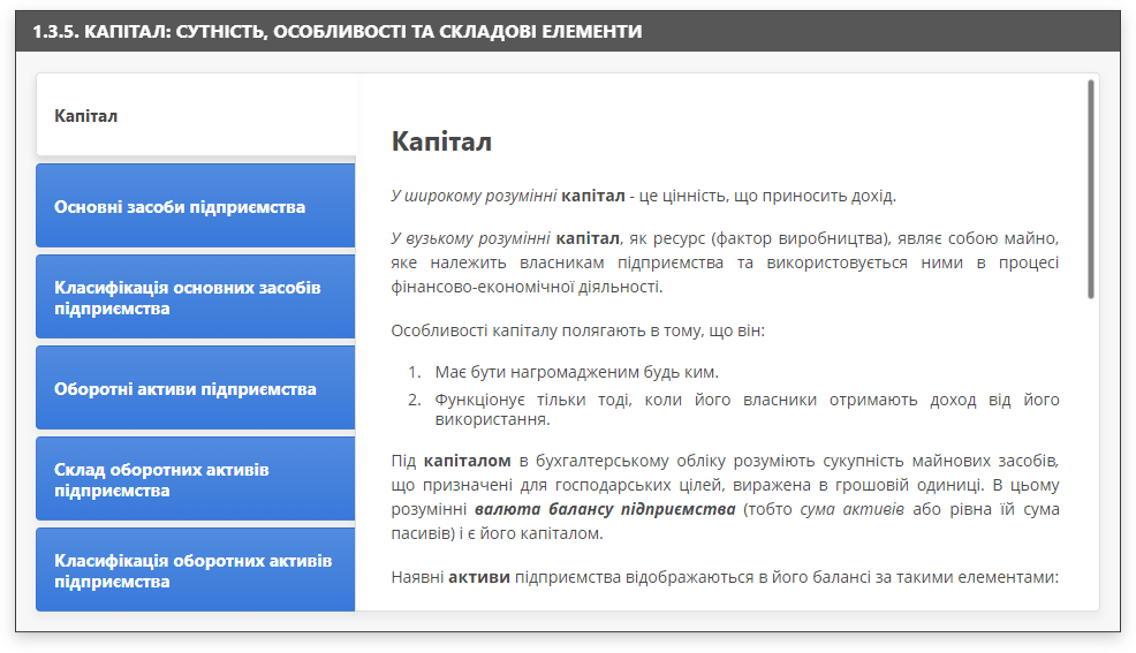 1.3.5. КАПІТАЛ: СУТНІСТЬ, ОСОБЛИВОСТІ ТА СКЛАДОВІ ЕЛЕМЕНТИ
Капітал
Основні засоби підприємства
Класифікація основних засобів
підприємства
Оборотні активи підприємства
Склад оборотних активів
підприємства
Класифікація оборотних активів
підприємства
Капітал
У широкому розумінні капітал - це цінність, що приносить дохід.
У вузькому розумінні капітал, як ресурс (фактор виробництва), являє собою майно,
яке належить власникам підприємства та використовується ними в процесі
фінансово-економічної діяльності.
Особливості капіталу полягають в тому, що він:
1. Має бути нагромадженим будь ким.
2. Функціонує тільки тоді, коли його власники отримають доход від його
використання.
Під капіталом в бухгалтерському обліку розуміють сукупність майнових засобів,
що призначені для господарських цілей, виражена в грошовій одиниці. В цьому
розумінні валюта балансу підприємства (тобто сума активів або рівна їй сума
пасивів) і є його капіталом.
Наявні активи підприємства відображаються в його балансі за такими елементами: